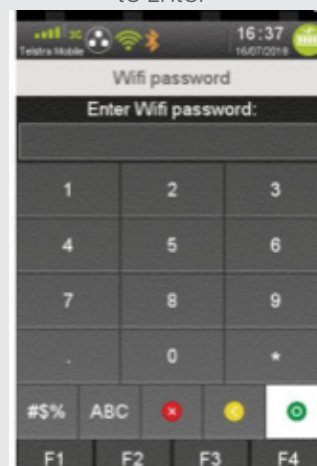 to Enter
3G 16:37
Telstra Mobile 16/07/2018
Wifi password
Enter Wifi password:
1 2 3
4 5 6
7 8 9
. 0 *
#$% ABC
F1 F2 F3 F4